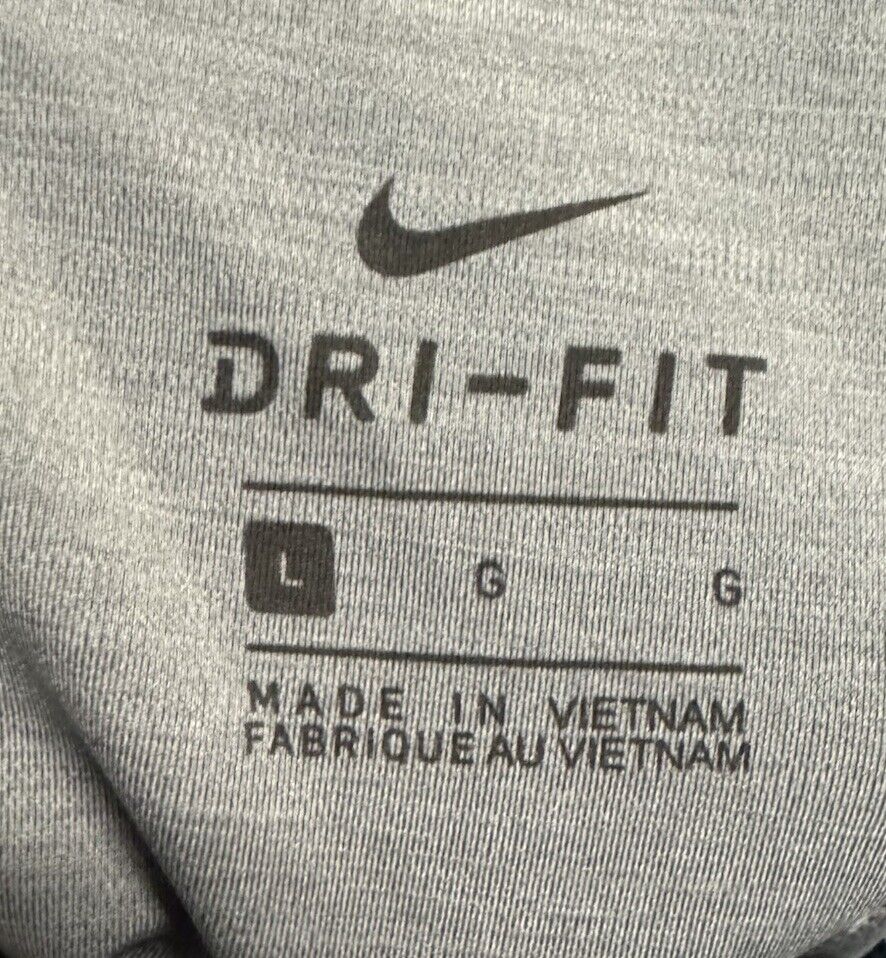 DRI-FIT
L G G
MADE IN VIETNAM
FABRIQUE AU VIETNAM